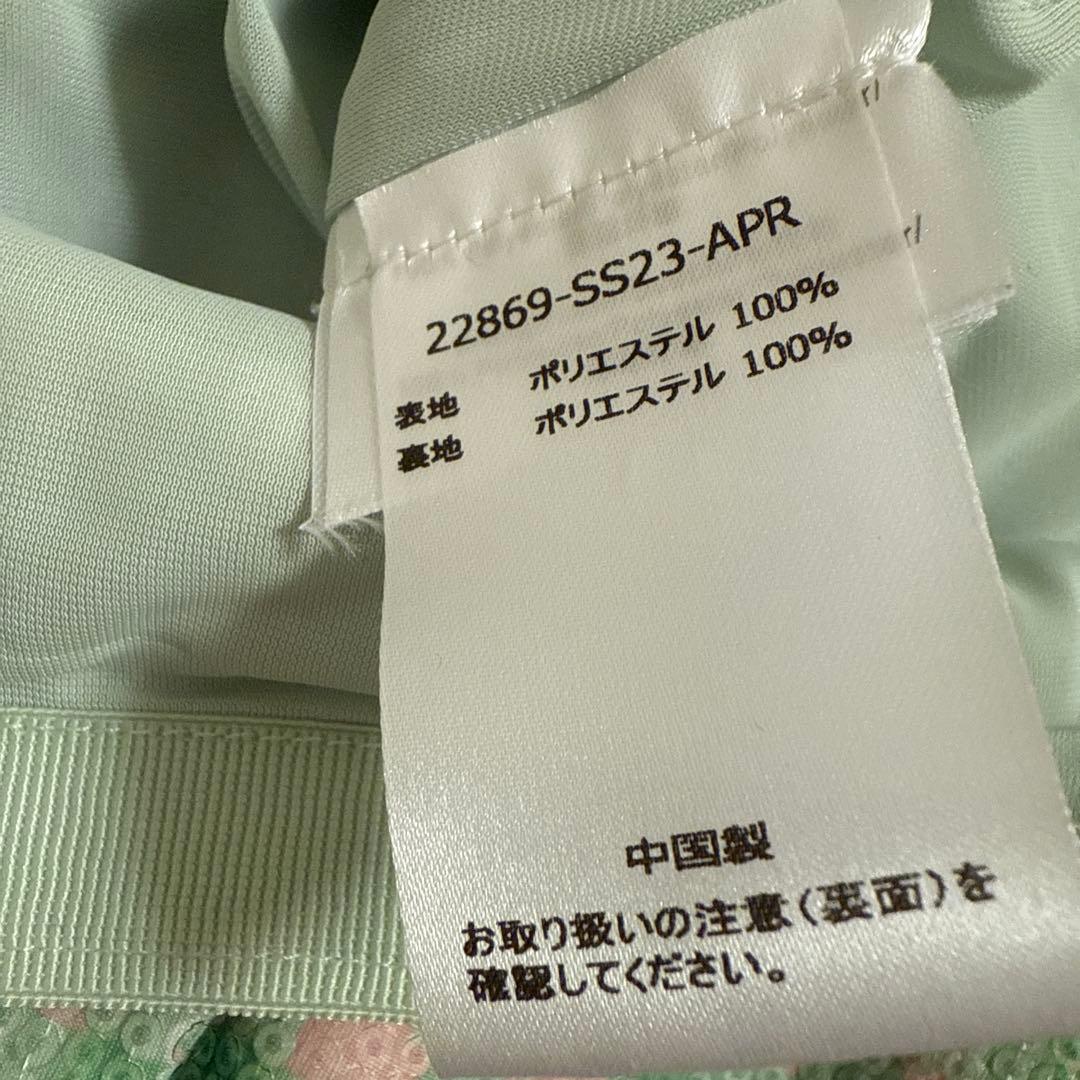 22869-SS23-APR
表地 ポリエステル 100%
裏地 ポリエステル 100%
中国製
お取り扱いの注意(裏面)を
確認してください。